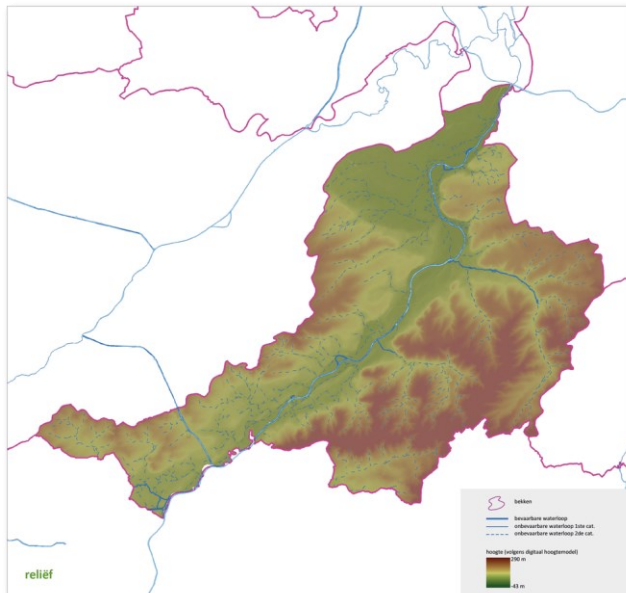 bekken
bevaarbare waterloop
onbevaarbare waterloop 1ste cat.
onbevaarbare waterloop 2de cat.
hoogte (volgens digitaal hoogtemodel)
290 m
-43 m
reliëf